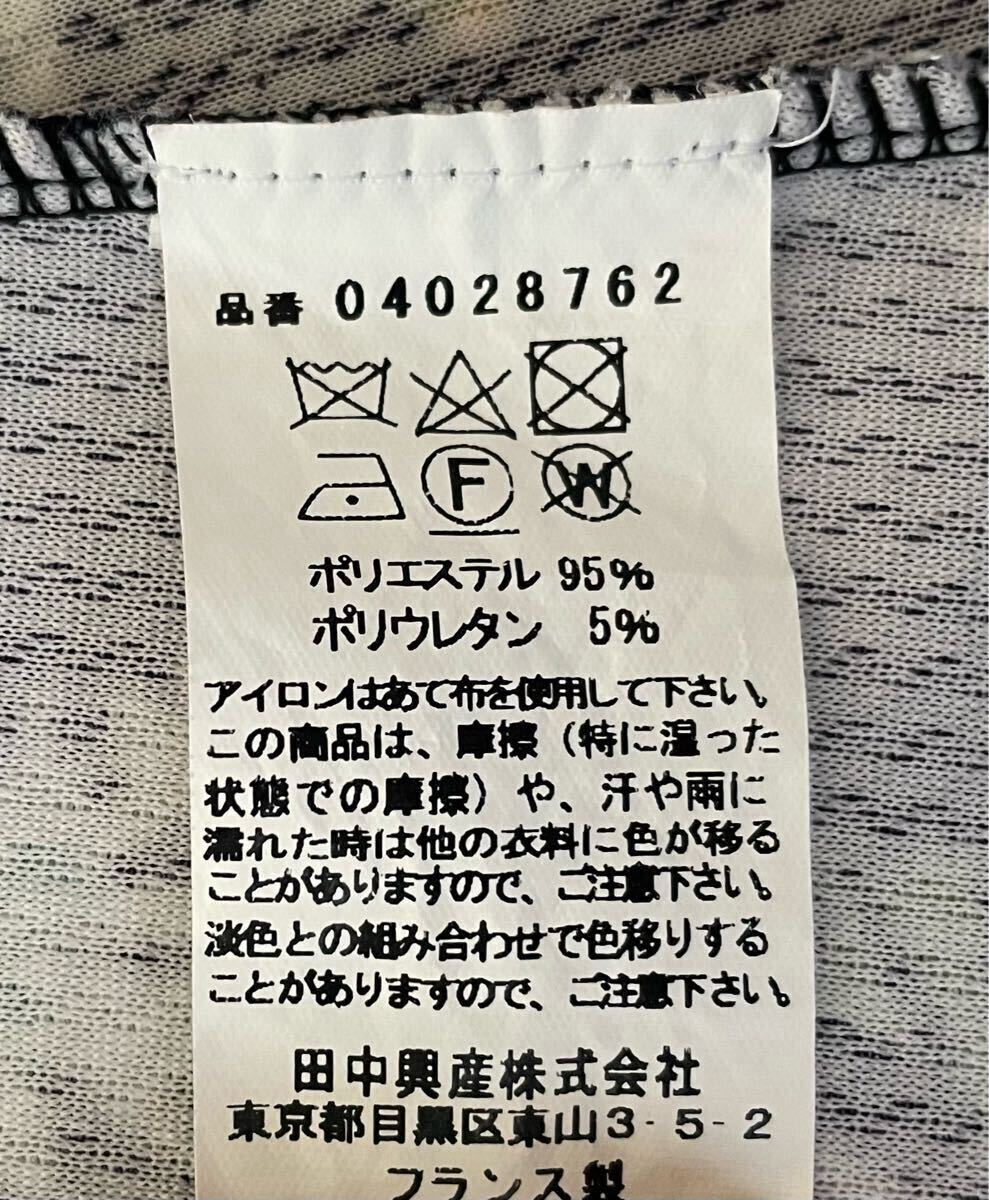 品番 04028762
F W
ポリエステル 95%
ポリウレタン 5%
アイロンはあて布を使用して下さい。
この商品は、摩擦（特に湿った
状態での摩擦）や、汗や雨に
濡れた時は他の衣料に色が移る
ことがありますので、ご注意下さい。
淡色との組み合わせで色移りする
ことがありますので、ご注意下さい。
田中興産株式会社
東京都目黒区東山3-5-2
フランス製